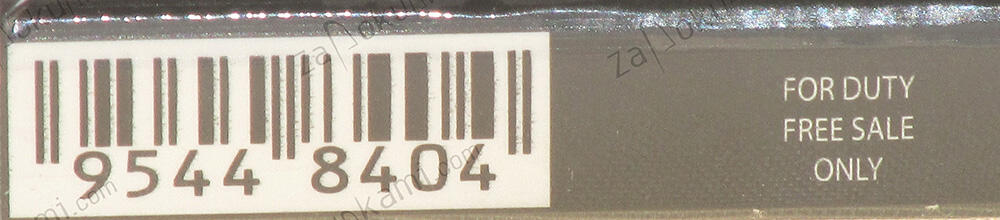 9544 8404
FOR DUTY
FREE SALE
ONLY